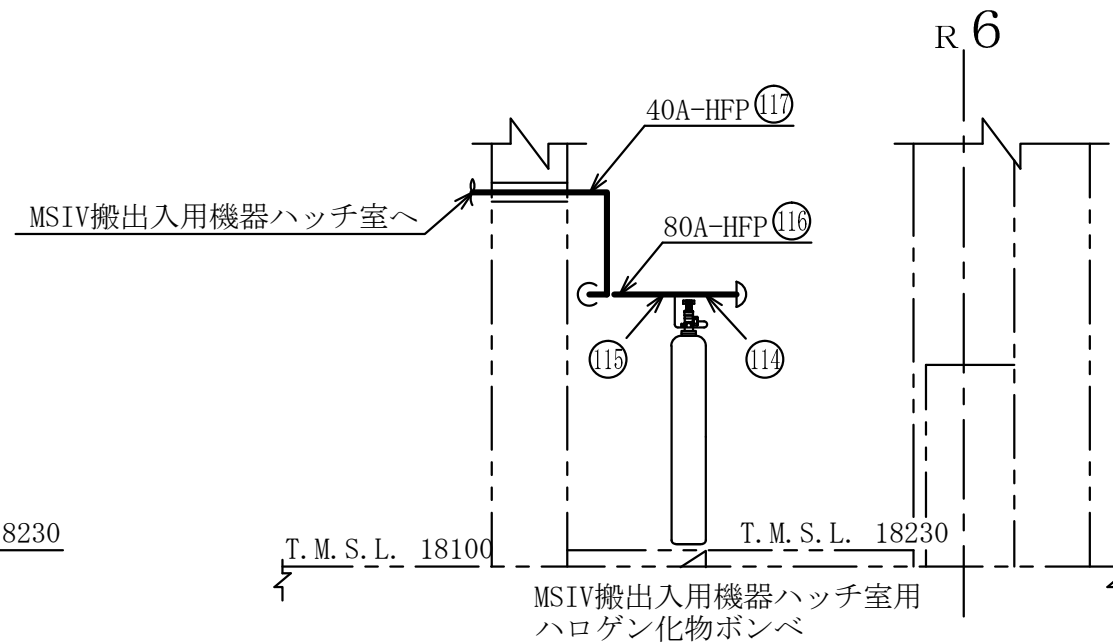 R 6
40A-HFP 117
MSIV搬出入用機器ハッチ室へ
80A-HFP 116
115
114
8230
T.M.S.L. 18100
T.M.S.L. 18230
MSIV搬出入用機器ハッチ室用
ハロゲン化物ボンベ